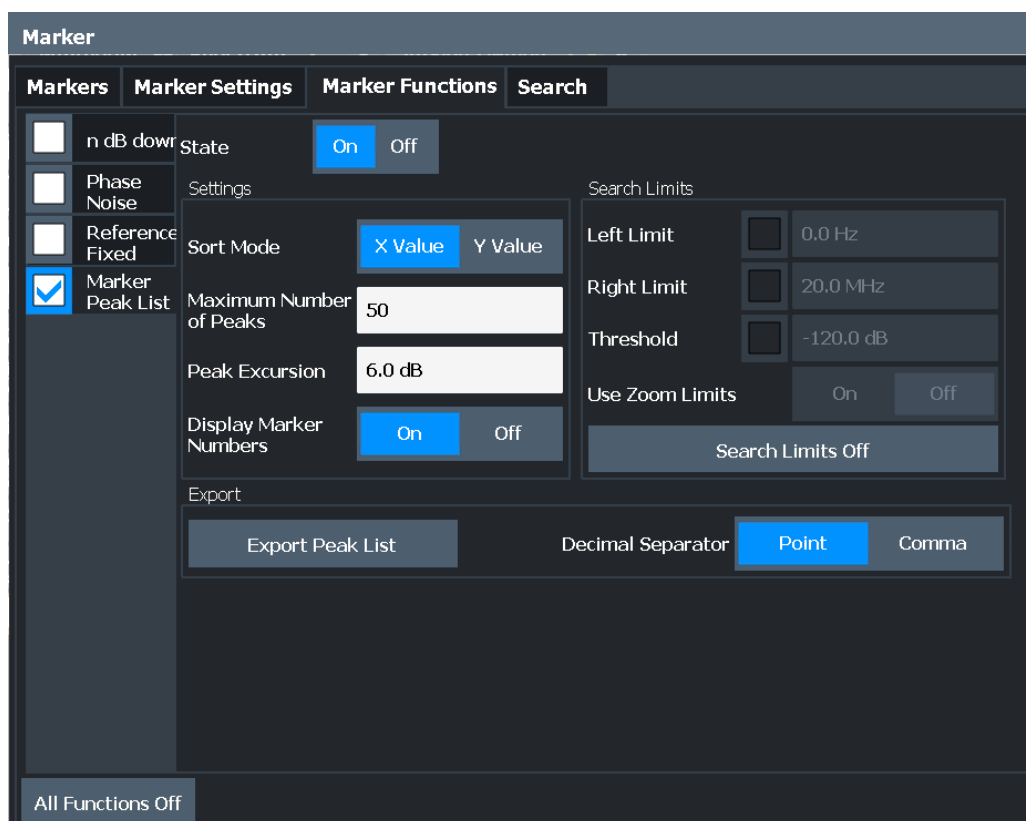 Marker
Markers Marker Settings Marker Functions Search
n dB down
State On Off
Phase
Noise
Settings
Search Limits
Reference
Fixed
Sort Mode X Value Y Value
Left Limit 0.0 Hz
Marker
Peak List
Maximum Number
of Peaks
50
Right Limit 20.0 MHz
Threshold -120.0 dB
Peak Excursion 6.0 dB
Use Zoom Limits On Off
Display Marker
Numbers
On Off
Search Limits Off
Export
Export Peak List Decimal Separator Point Comma
All Functions Off